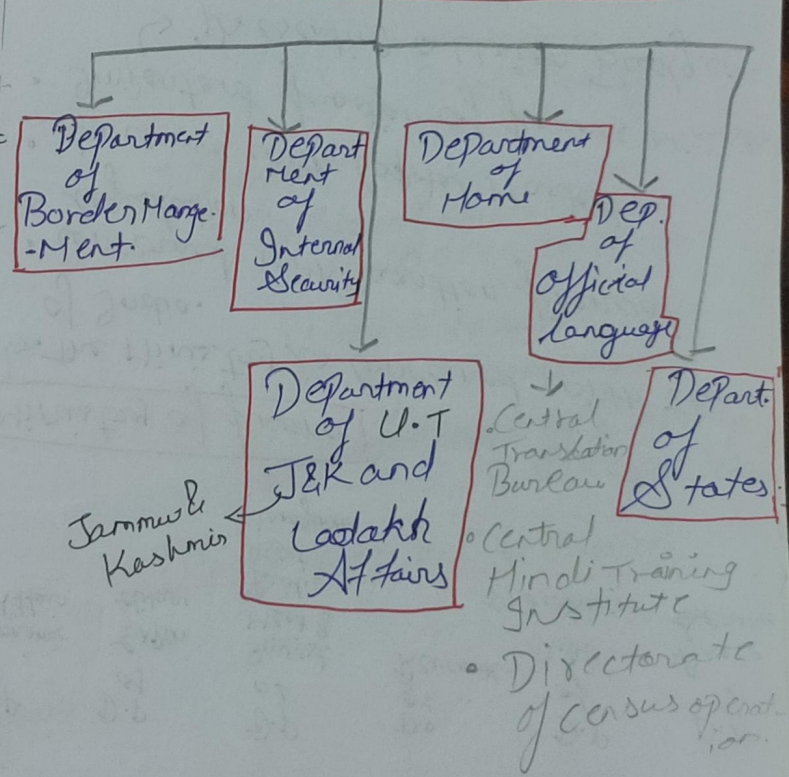 Department
of
Border Mange.
-Ment.
Depart
Ment
of
Internal
Security
Department
of
Home
Dep.
of
Official
Language
Department
of U.T
J&K and
Ladakh
Affairs
Jammu &
Kashmir
Depart.
of
States.
Central
Translation
Bureau
Central
Hindi Training
Institute
Directorate
of census operat
ion.